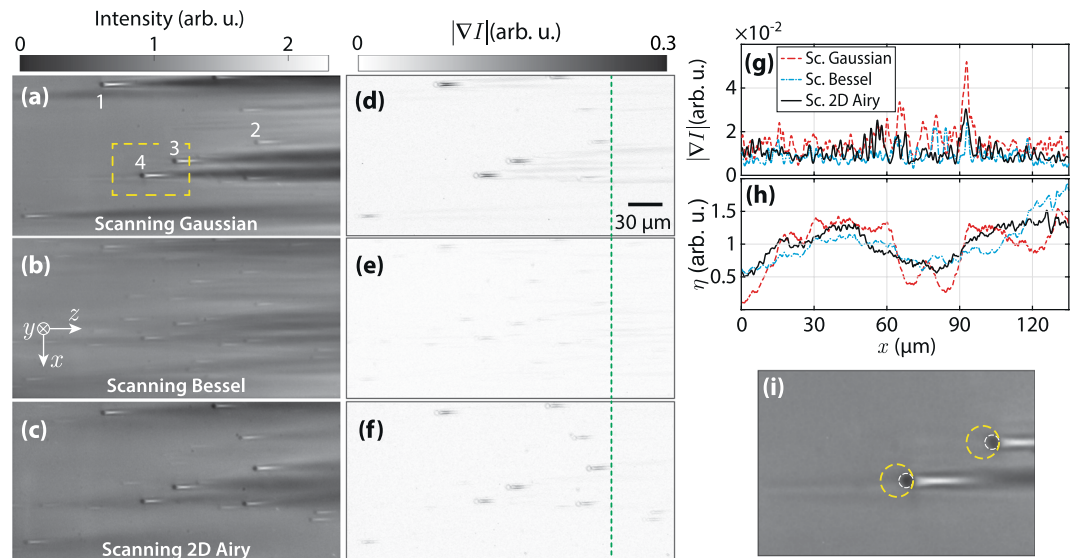 Intensity (arb. u.)
0 1 2
|∇I|(arb. u.)
0 0.3
(a)
1
2
3
4
Scanning Gaussian
(b)
y z
x
Scanning Bessel
(c)
Scanning 2D Airy
(d)
30 µm
(e)
(f)
×10⁻²
(g)
Sc. Gaussian
Sc. Bessel
Sc. 2D Airy
|∇I|(arb. u.)
4
2
0
(h)
η (arb. u.)
1.5
1
0.5
0 30 60 90 120
x (µm)
(i)